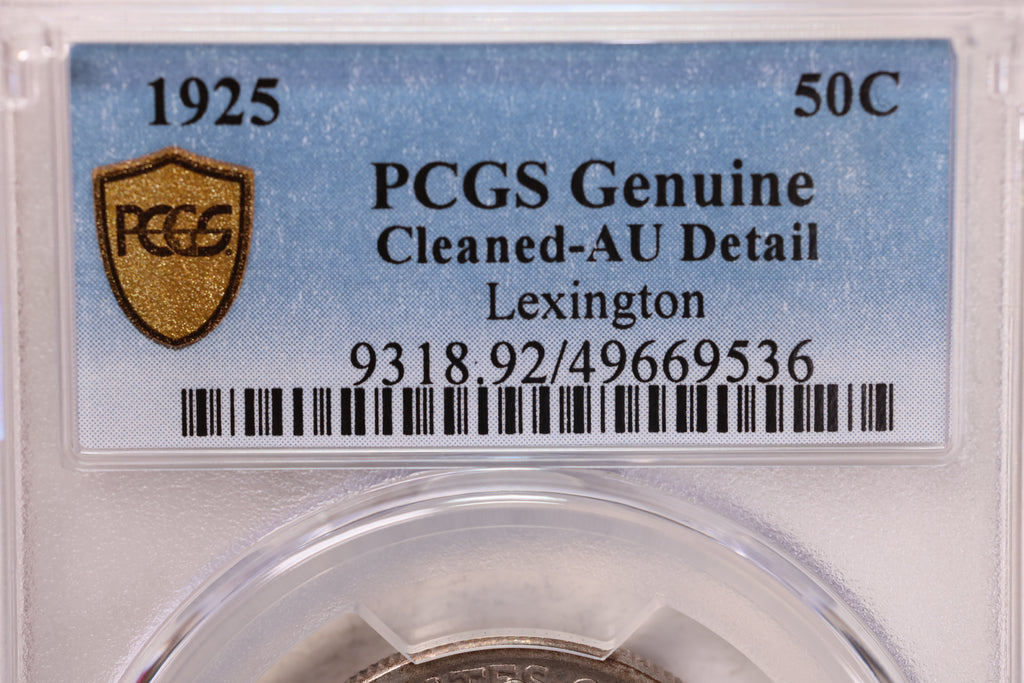 1925 50C
PCGS Genuine
PCGS
Cleaned-AU Detail
Lexington
9318.92/49669536